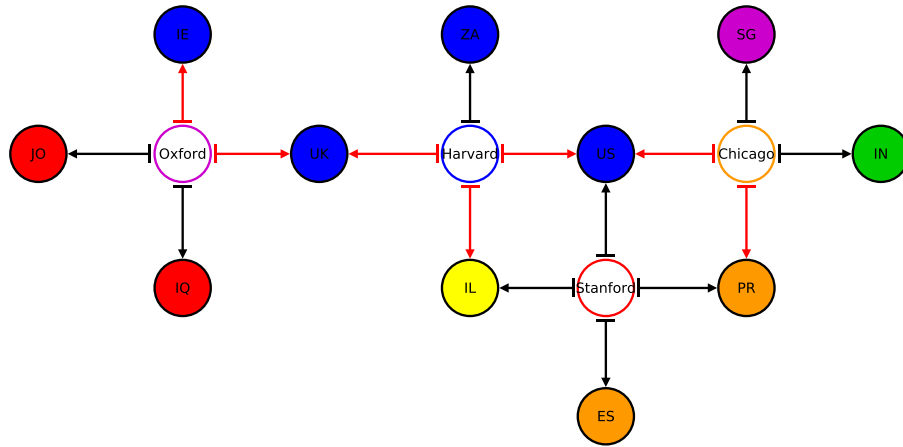 IE
ZA
SG
JO
Oxford
UK
Harvard
US
Chicago
IN
IQ
IL
Stanford
PR
ES